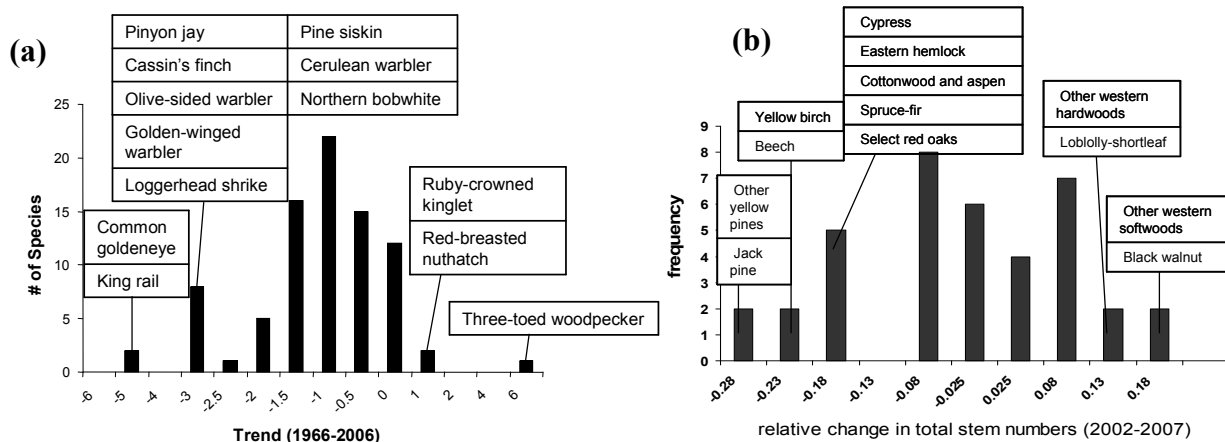 (a)
Pinyon jay
Pine siskin
Cassin's finch
Cerulean warbler
Olive-sided warbler
Northern bobwhite
Golden-winged
warbler
Loggerhead shrike
Common
goldeneye
King rail
Ruby-crowned
kinglet
Red-breasted
nuthatch
Three-toed woodpecker
# of Species
25
20
15
10
5
0
-6
-5
-4
-3
-2.5
-2
-1.5
-1
-0.5
0
1
2
4
6
Trend (1966-2006)
(b)
Cypress
Eastern hemlock
Cottonwood and aspen
Spruce-fir
Select red oaks
Yellow birch
Beech
Other
yellow
pines
Jack
pine
Other western
hardwoods
Loblolly-shortleaf
Other western
softwoods
Black walnut
frequency
9
8
7
6
5
4
3
2
1
0
-0.28
-0.23
-0.18
-0.13
-0.08
-0.025
0.025
0.08
0.13
0.18
relative change in total stem numbers (2002-2007)